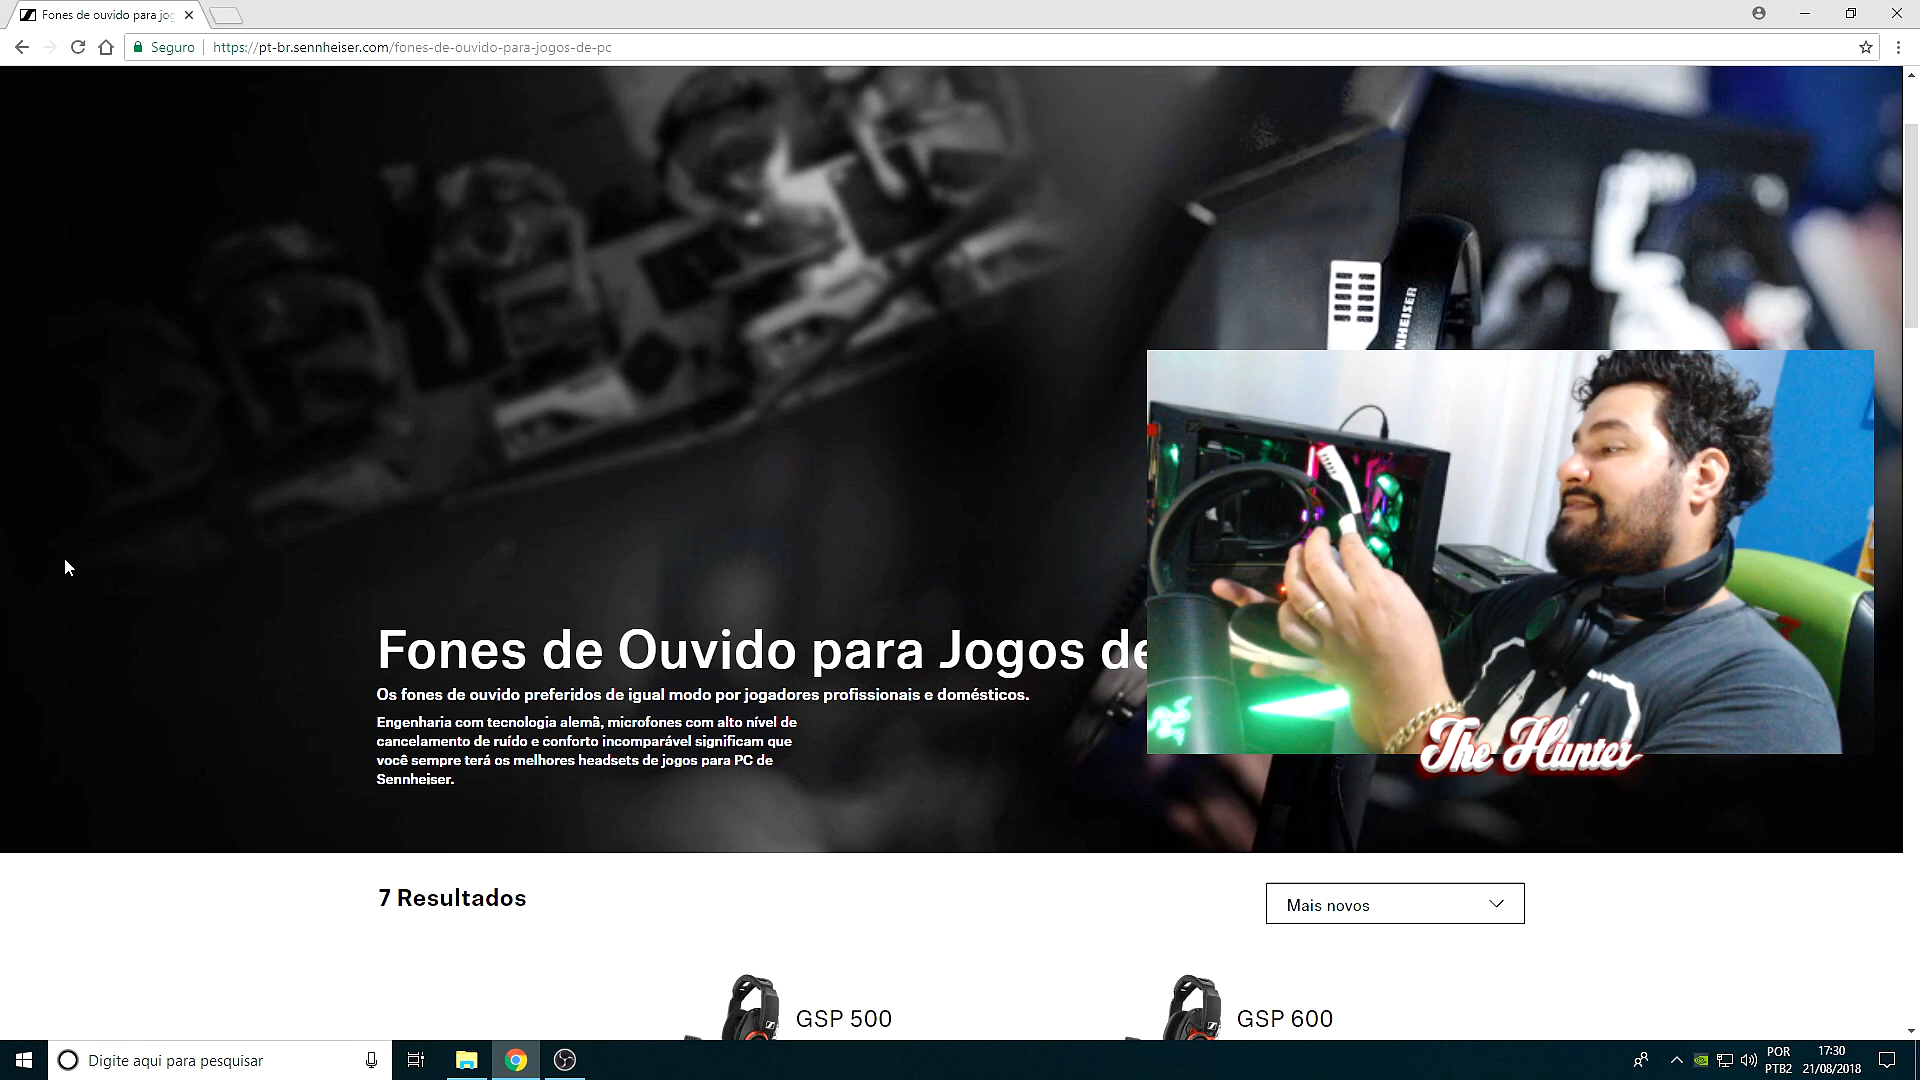 Fones de ouvido para jog
Seguro
https://pt-br.sennheiser.com/fones-de-ouvido-para-jogos-de-pc
NHEISER
Fones de Ouvido para Jogos de
Os fones de ouvido preferidos de igual modo por jogadores profissionais e domésticos.
Engenharia com tecnologia alemã, microfones com alto nível de
cancelamento de ruído e conforto incomparável significam que
você sempre terá os melhores headsets de jogos para PC de
Sennheiser.
The Hunter
7 Resultados
Mais novos
GSP 500
GSP 600
Digite aqui para pesquisar
POR
PTB2
17:30
21/08/2018